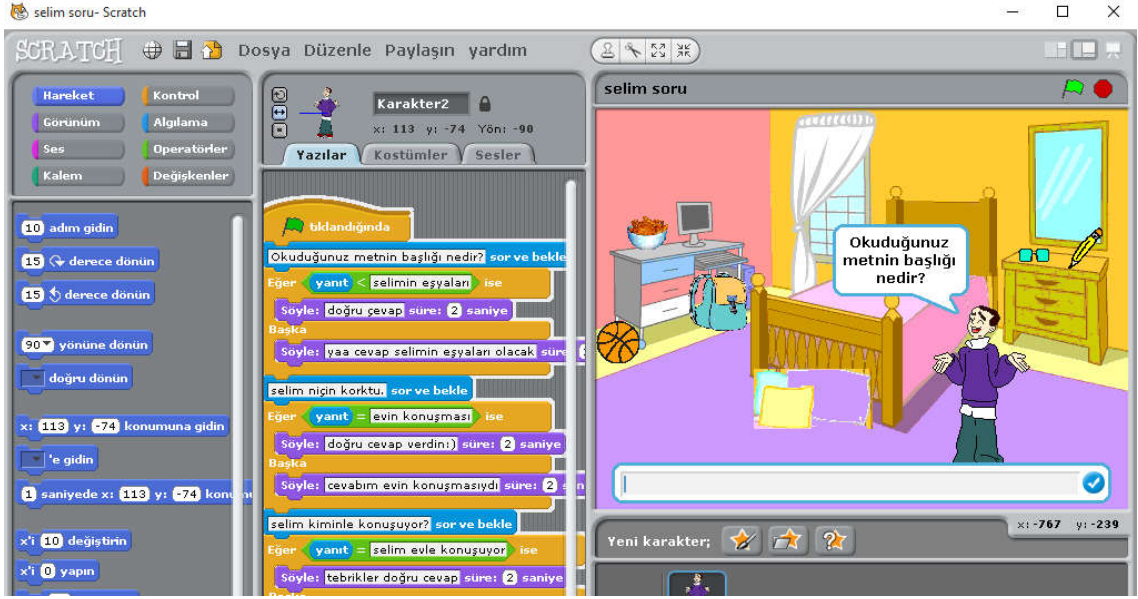 selim soru- Scratch
SCRATCH Dosya Düzenle Paylaşın yardım
Hareket Kontrol
Görünüm Algılama
Ses Operatörler
Kalem Değişkenler
10 adım gidin
15 derece dönün
15 derece dönün
90 yönüne dönün
doğru dönün
x: 113 y: -74 konumuna gidin
'e gidin
1 saniyede x: 113 y: -74
x'i 10 değiştirin
x'i 0 yapın
Karakter2
x: 113 y: -74 Yön: -90
Yazılar Kostümler Sesler
tıklandığında
Okuduğunuz metnin başlığı nedir? sor ve bekle
Eğer yanıt < selimin eşyaları ise
Söyle: doğru çevap süre: 2 saniye
Başka
Söyle: yaa cevap selimin eşyaları olacak süre
selim niçin korktu. sor ve bekle
Eğer yanıt = evin konuşması ise
Söyle: doğru cevap verdin:) süre: 2 saniye
Başka
Söyle: cevabım evin konuşmasıydı süre: 2
selim kiminle konuşuyor? sor ve bekle
Eğer yanıt = selim evle konuşuyor ise
Söyle: tebrikler doğru cevap süre: 2 saniye
Başka
selim soru
Okuduğunuz
metnin başlığı
nedir?
x: -767 y: -239
Yeni karakter;